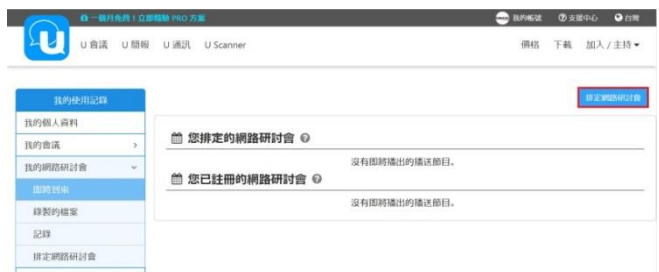 一個月免費！立即體驗 PRO 方案
我的帳號 支援中心 台灣
U 會議 U 簡報 U 通訊 U Scanner 價格 下載 加入 / 主持
我的使用記錄
排定網路研討會
我的個人資料
我的會議
我的網路研討會
即將到來
錄製的檔案
記錄
排定網路研討會
您排定的網路研討會
沒有即將播出的播送節目。
您已註冊的網路研討會
沒有即將播出的播送節目。